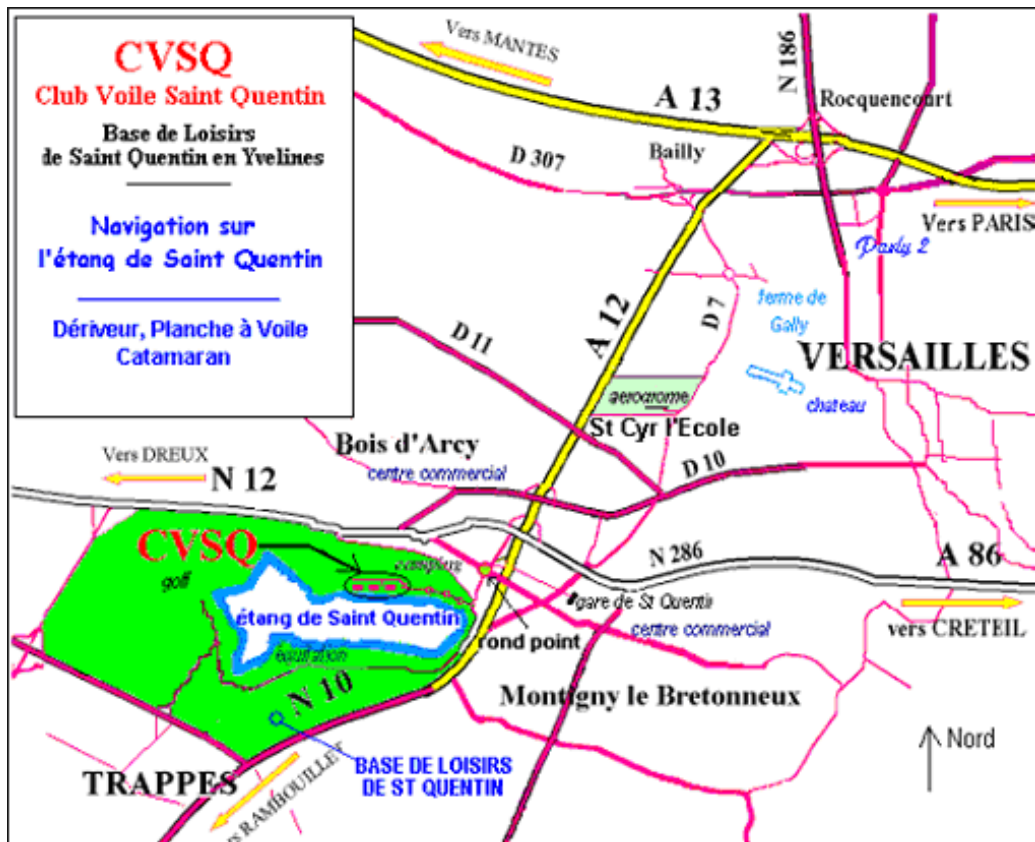 CVSQ
Club Voile Saint Quentin
Base de Loisirs
de Saint Quentin en Yvelines
Navigation sur
l'étang de Saint Quentin
Dériveur, Planche à Voile
Catamaran
Vers MANTES
A 13
N 186
Rocquencourt
Bailly
D 307
Vers PARIS
Parly 2
A 12
D 7
ferme de
Gally
D 11
VERSAILLES
aerodrome
chateau
St Cyr l'Ecole
Bois d'Arcy
centre commercial
D 10
Vers DREUX
N 12
CVSQ
camping
golf
N 286
A 86
gare de St Quentin
étang de Saint Quentin
rond point
centre commercial
vers CRETEIL
équitation
N 10
Montigny le Bretonneux
Nord
TRAPPES
BASE DE LOISIRS
DE ST QUENTIN
RAMBOUILLET